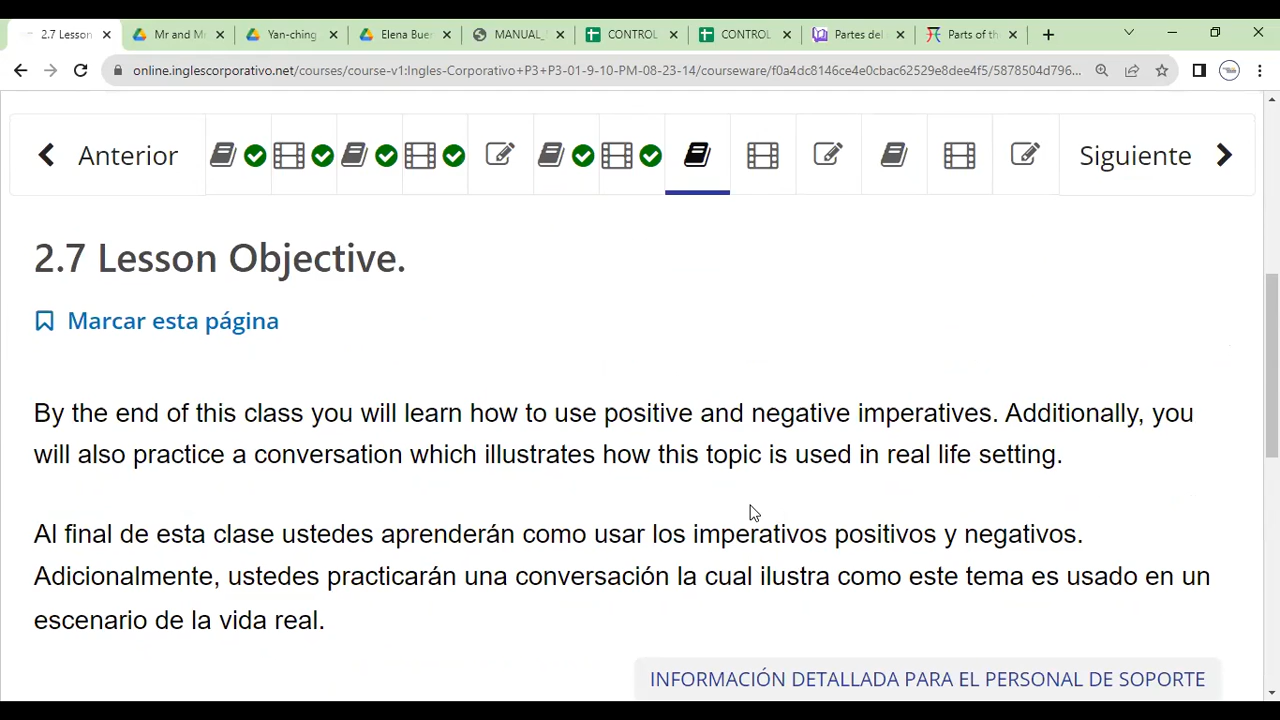 2.7 Lesson
Mr and M
Yan-ching
Elena Bue
MANUAL_
CONTROL
CONTROL
Partes del
Parts of th
online.inglescorporativo.net/courses/course-v1:Ingles-Corporativo+P3+P3-01-9-10-PM-08-23-14/courseware/f0a4dc8146ce4e0cbac62529e8dee4f5/5878504d796...
Anterior
Siguiente
2.7 Lesson Objective.
Marcar esta página
By the end of this class you will learn how to use positive and negative imperatives. Additionally, you
will also practice a conversation which illustrates how this topic is used in real life setting.
Al final de esta clase ustedes aprenderán como usar los imperativos positivos y negativos.
Adicionalmente, ustedes practicarán una conversación la cual ilustra como este tema es usado en un
escenario de la vida real.
INFORMACIÓN DETALLADA PARA EL PERSONAL DE SOPORTE